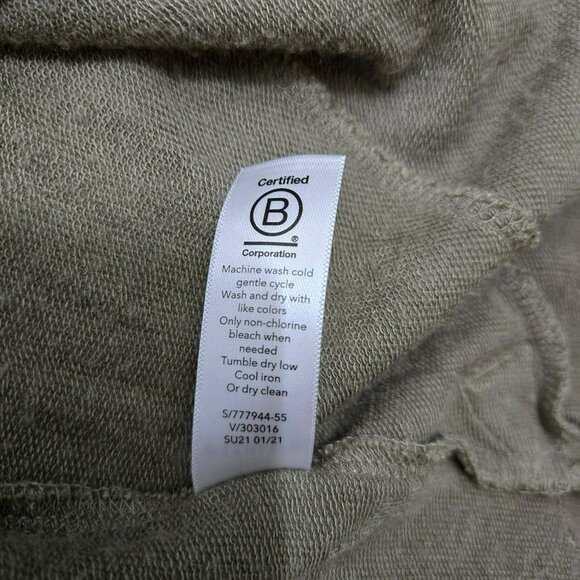 Certified
B
®
Corporation
Machine wash cold
gentle cycle
Wash and dry with
like colors
Only non-chlorine
bleach when
needed
Tumble dry low
Cool iron
Or dry clean
S/777944-55
V/303016
SU21 01/21